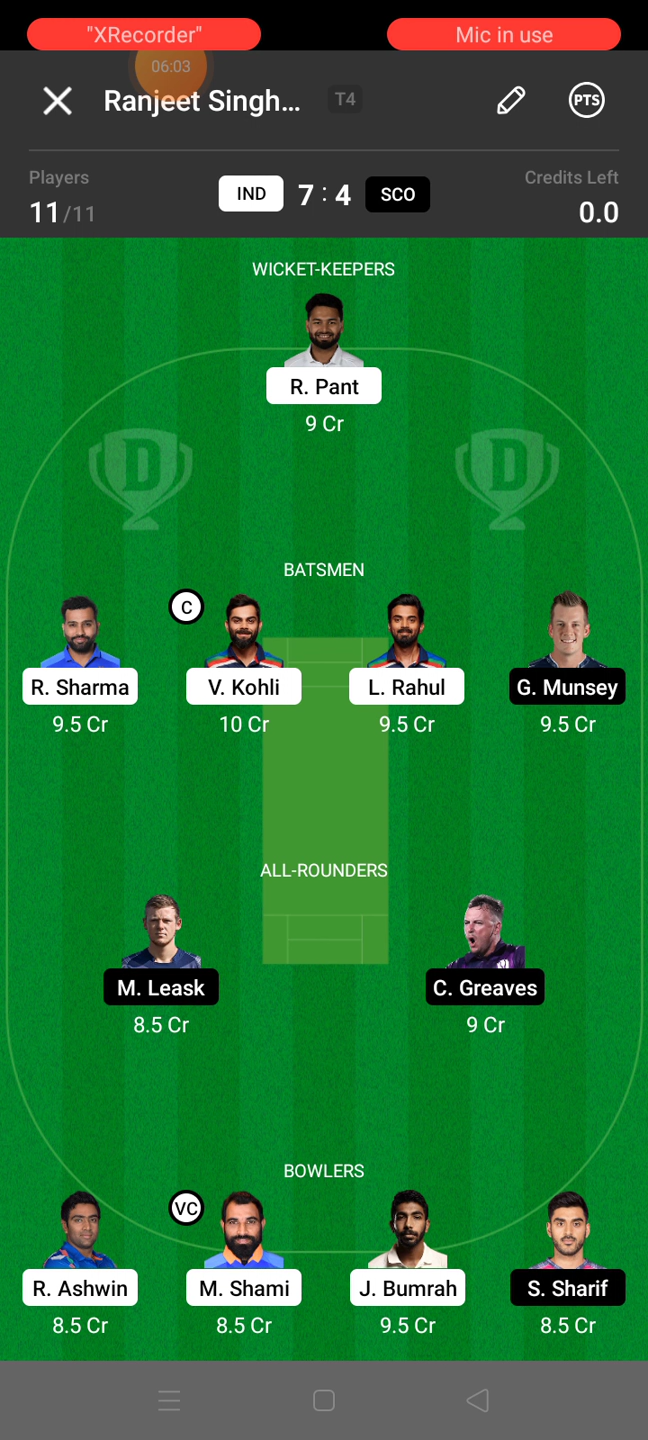 "XRecorder"
Mic in use
06:03
Ranjeet Singh...
T4
PTS
Players
11/11
IND 7 : 4 SCO
Credits Left
0.0
WICKET-KEEPERS
R. Pant
9 Cr
D D
BATSMEN
C
R. Sharma V. Kohli L. Rahul G. Munsey
9.5 Cr 10 Cr 9.5 Cr 9.5 Cr
ALL-ROUNDERS
M. Leask C. Greaves
8.5 Cr 9 Cr
BOWLERS
VC
R. Ashwin M. Shami J. Bumrah S. Sharif
8.5 Cr 8.5 Cr 9.5 Cr 8.5 Cr